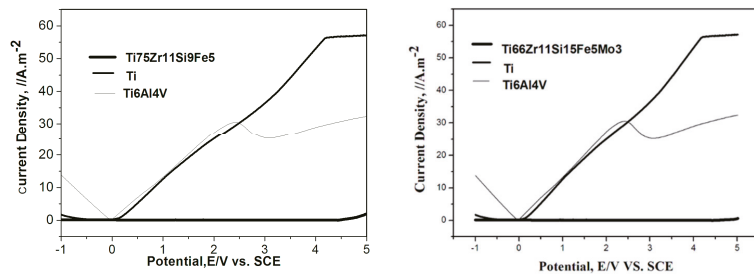 60
50
40
30
20
10
0
Current Density, //A.m-2
Ti75Zr11Si9Fe5
Ti
Ti6Al4V
-1 0 1 2 3 4 5
Potential,E/V vs. SCE
60
50
40
30
20
10
0
Current Density, //A.m-2
Ti66Zr11Si15Fe5Mo3
Ti
Ti6Al4V
-1 0 1 2 3 4 5
Potential, E/V VS. SCE